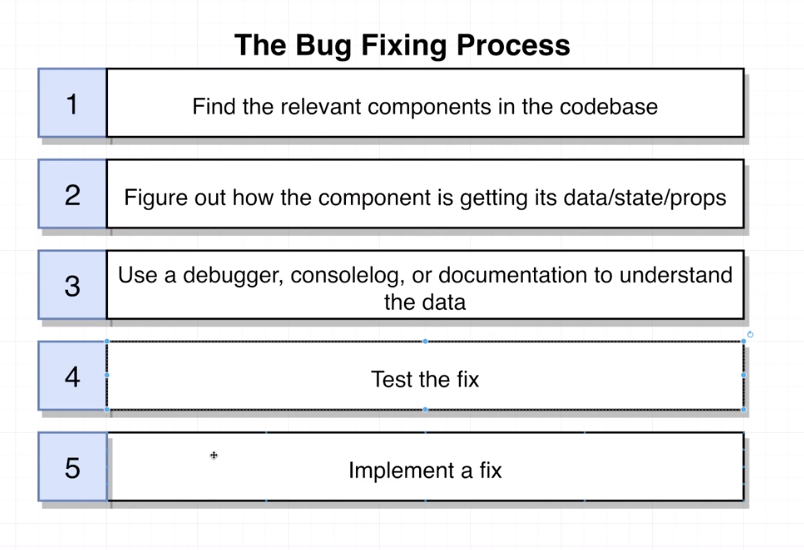 The Bug Fixing Process
1
Find the relevant components in the codebase
2
Figure out how the component is getting its data/state/props
3
Use a debugger, consolelog, or documentation to understand
the data
4
Test the fix
5
Implement a fix